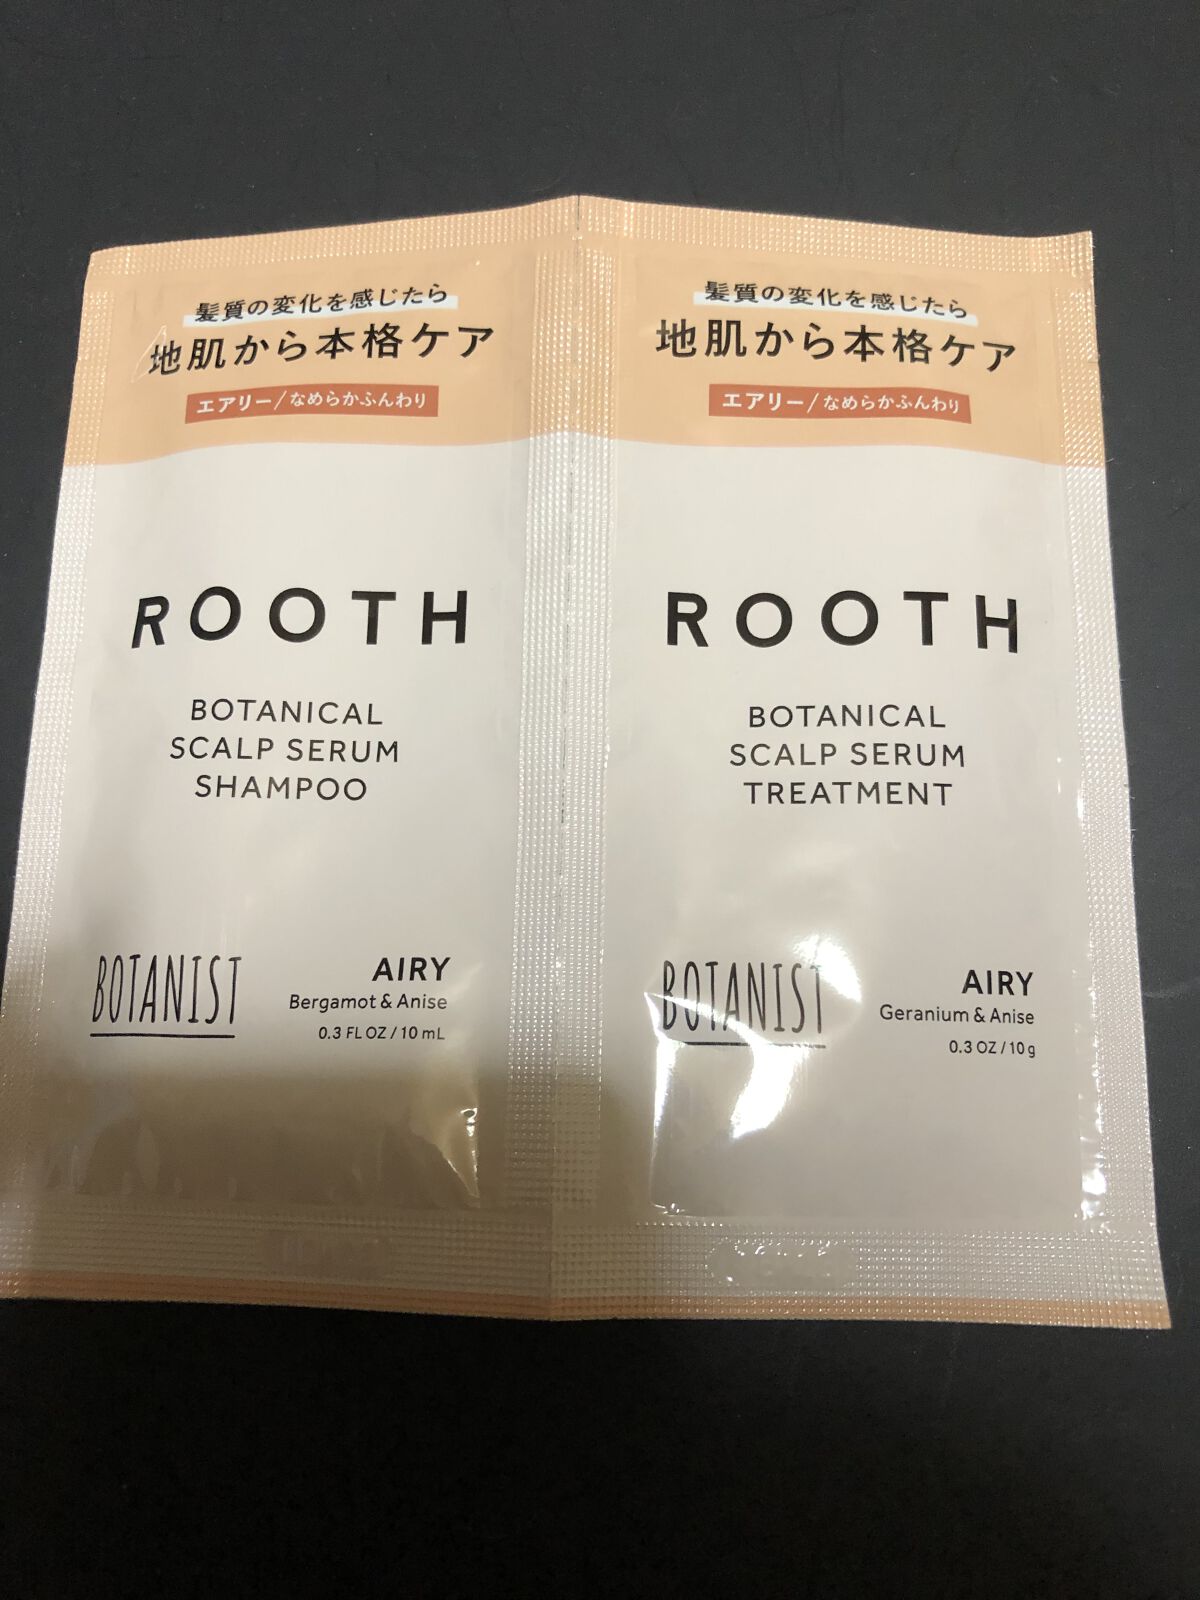 髪質の変化を感じたら
地肌から本格ケア
エアリー/なめらかふんわり
ROOTH
BOTANICAL
SCALP SERUM
SHAMPOO
BOTANIST
AIRY
Bergamot & Anise
0.3 FL OZ / 10 mL
髪質の変化を感じたら
地肌から本格ケア
エアリー/なめらかふんわり
ROOTH
BOTANICAL
SCALP SERUM
TREATMENT
BOTANIST
AIRY
Geranium & Anise
0.3 OZ / 10 g